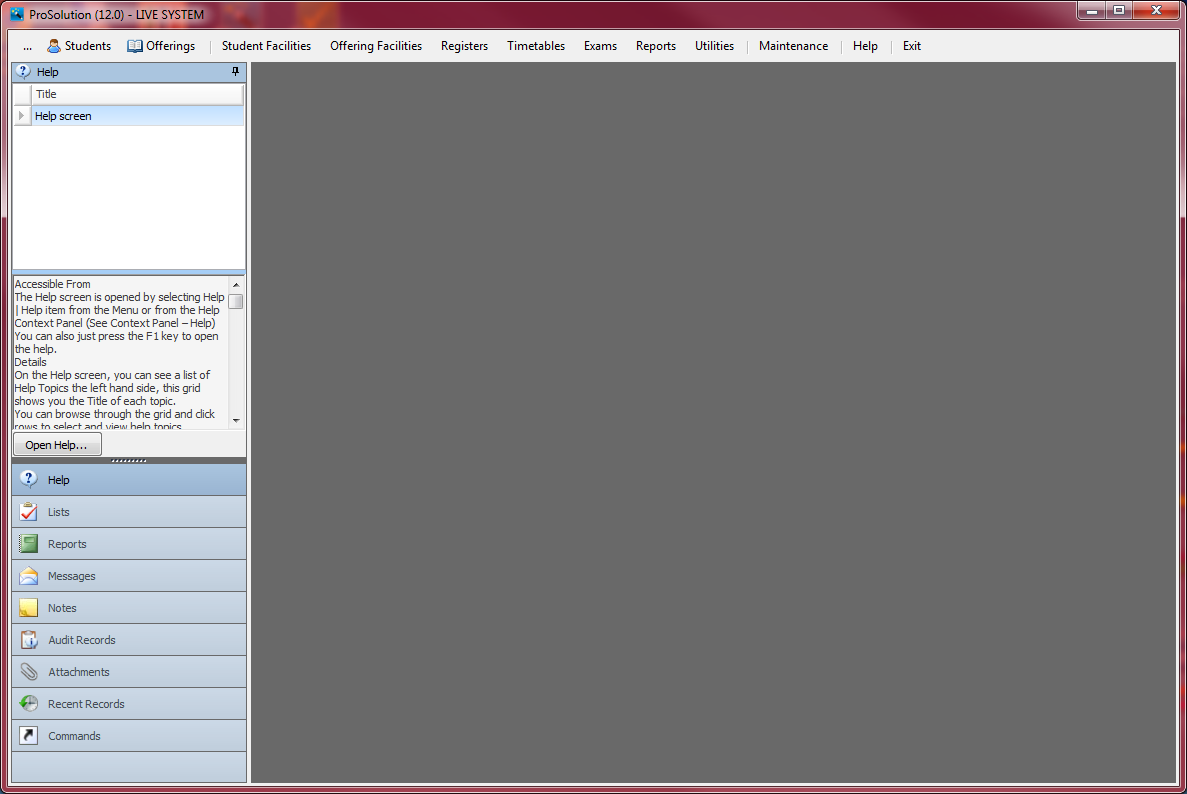 ProSolution (12.0) - LIVE SYSTEM
... Students Offerings Student Facilities Offering Facilities Registers Timetables Exams Reports Utilities Maintenance Help Exit
Help
Title
Help screen
Accessible From
The Help screen is opened by selecting Help
| Help item from the Menu or from the Help
Context Panel (See Context Panel – Help)
You can also just press the F1 key to open
the help.
Details
On the Help screen, you can see a list of
Help Topics the left hand side, this grid
shows you the Title of each topic.
You can browse through the grid and click
rows to select and view help topics
Open Help...
Help
Lists
Reports
Messages
Notes
Audit Records
Attachments
Recent Records
Commands